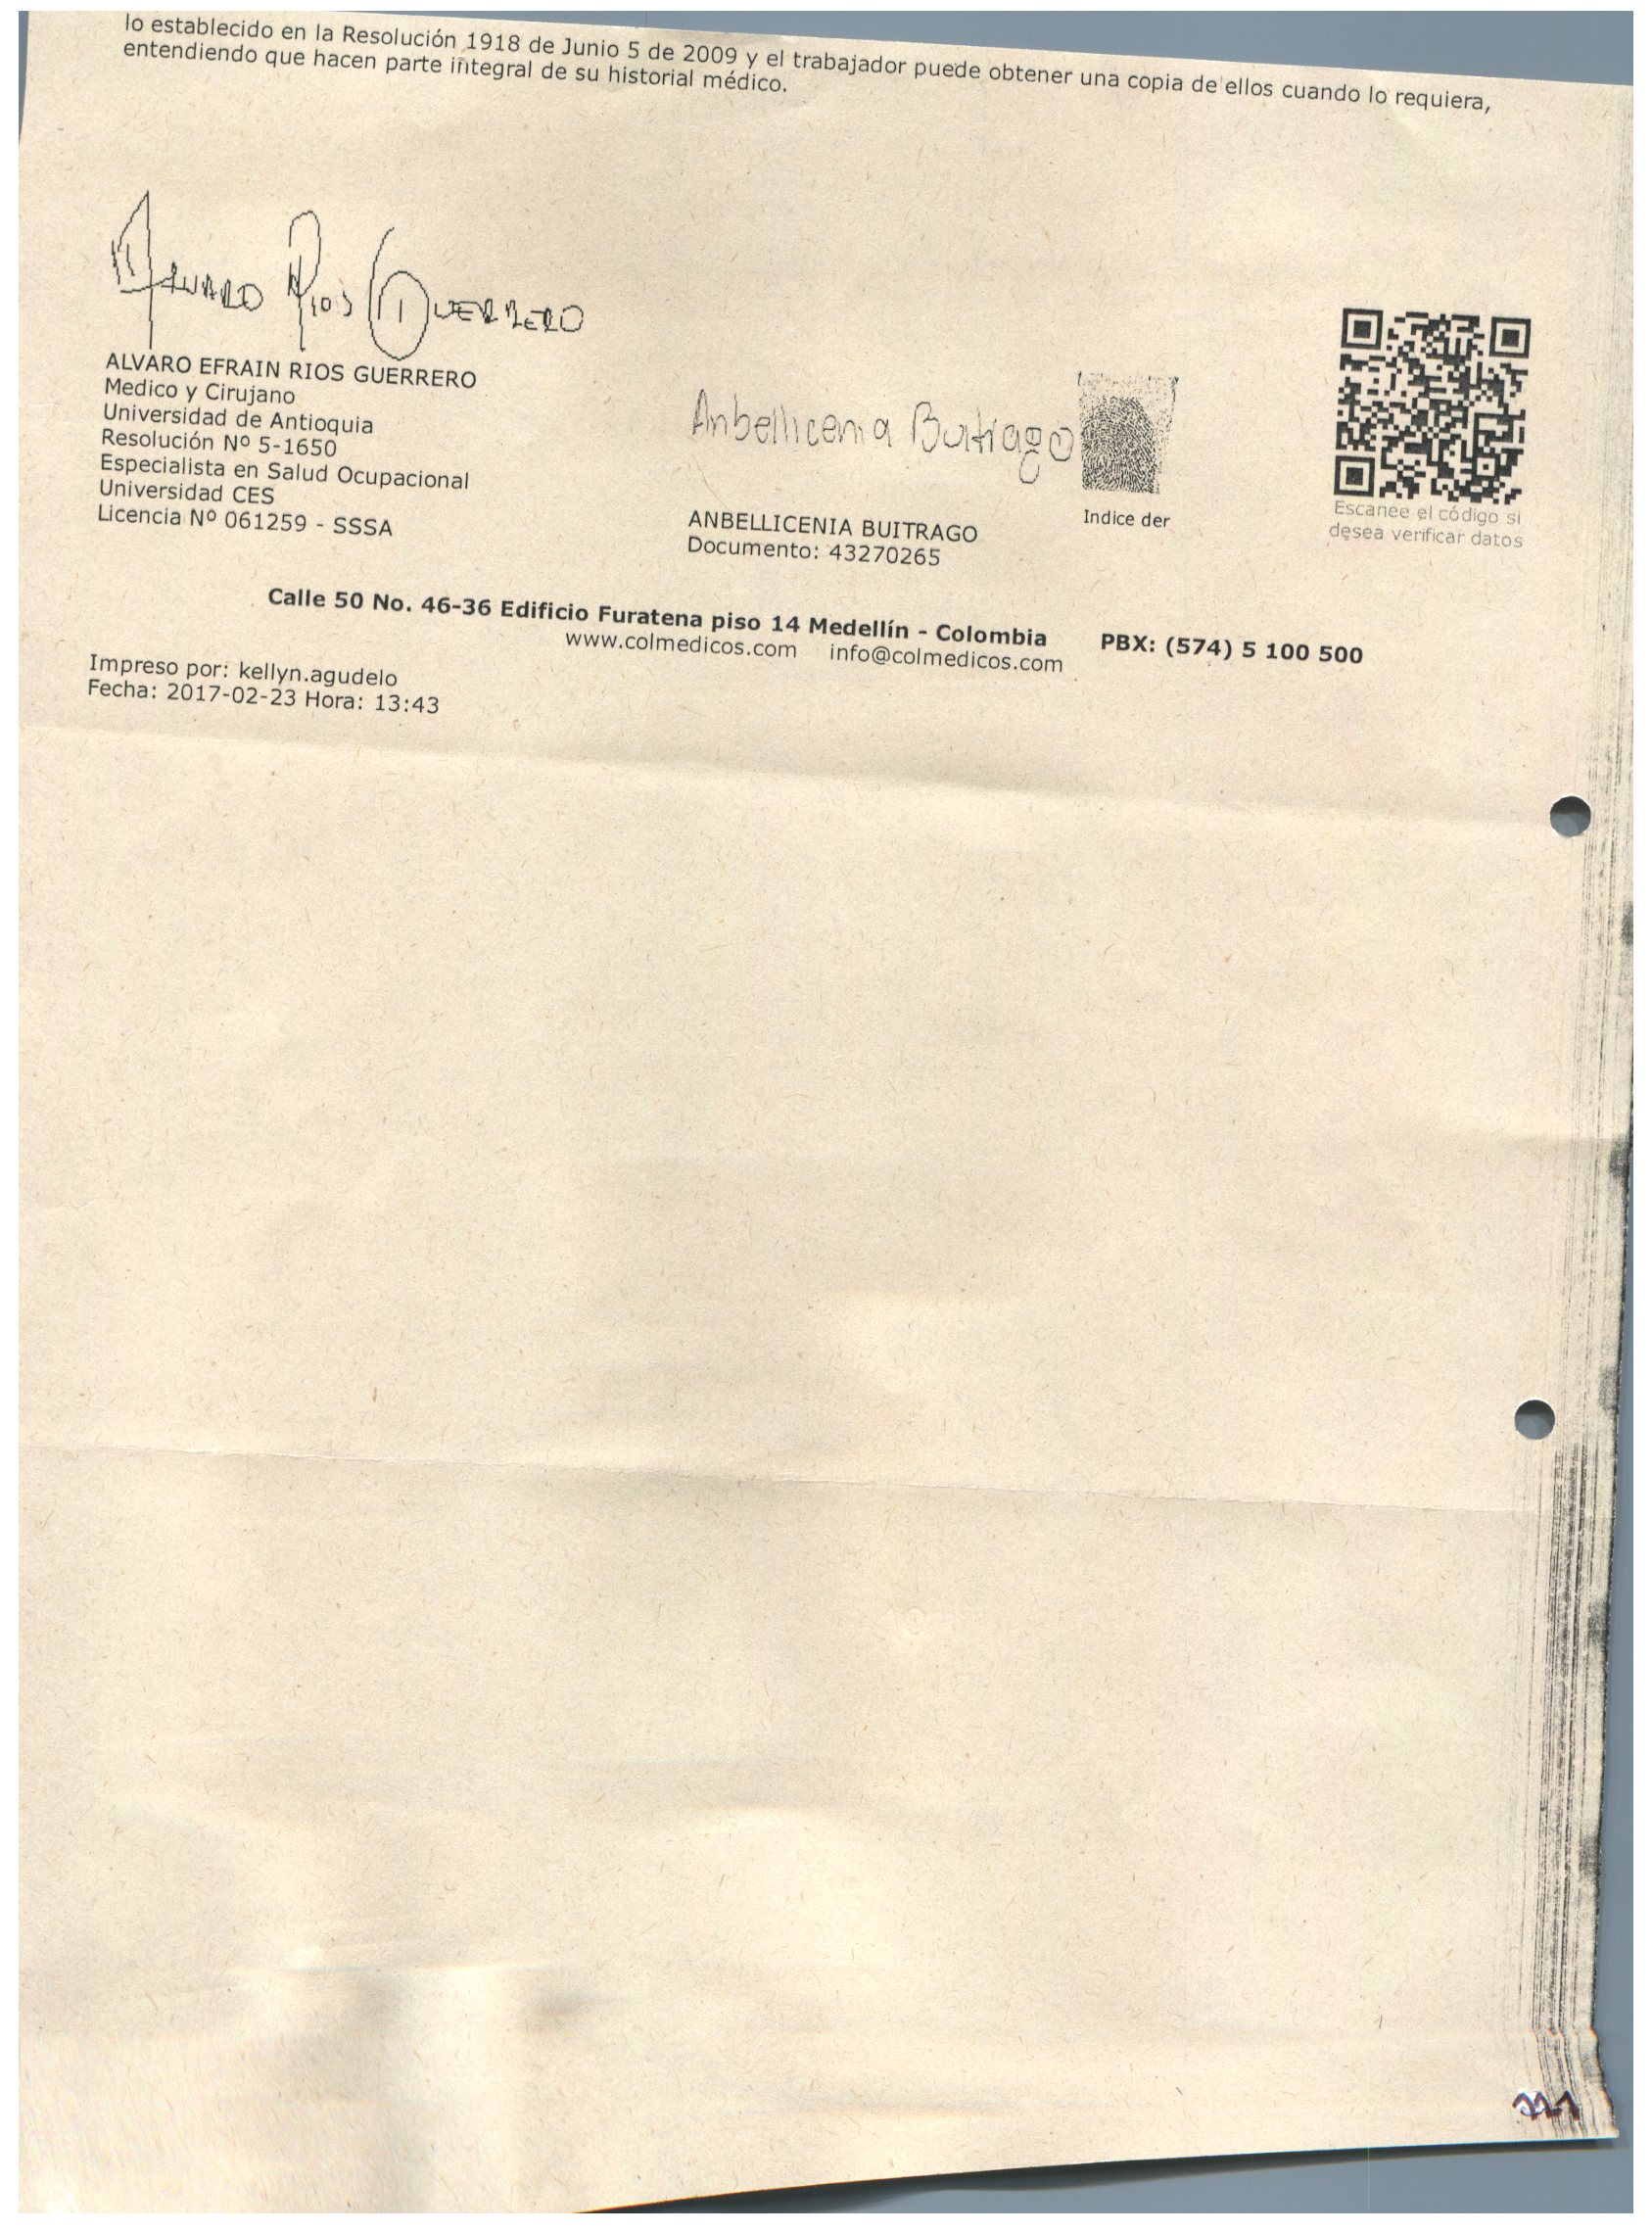 lo establecido en la Resolución 1918 de Junio 5 de 2009 y el trabajador puede obtener una copia de ellos cuando lo requiera,
entendiendo que hacen parte integral de su historial médico.
ALVARO RIOS GUERRERO
ALVARO EFRAIN RIOS GUERRERO
Medico y Cirujano
Universidad de Antioquia
Resolución Nº 5-1650
Especialista en Salud Ocupacional
Universidad CES
Licencia Nº 061259 - SSSA
Anbellicenia Buitrago
ANBELLICENIA BUITRAGO
Documento: 43270265
Indice der
Escanee el código si
desea verificar datos
Calle 50 No. 46-36 Edificio Furatena piso 14 Medellín - Colombia PBX: (574) 5 100 500
www.colmedicos.com info@colmedicos.com
Impreso por: kellyn.agudelo
Fecha: 2017-02-23 Hora: 13:43